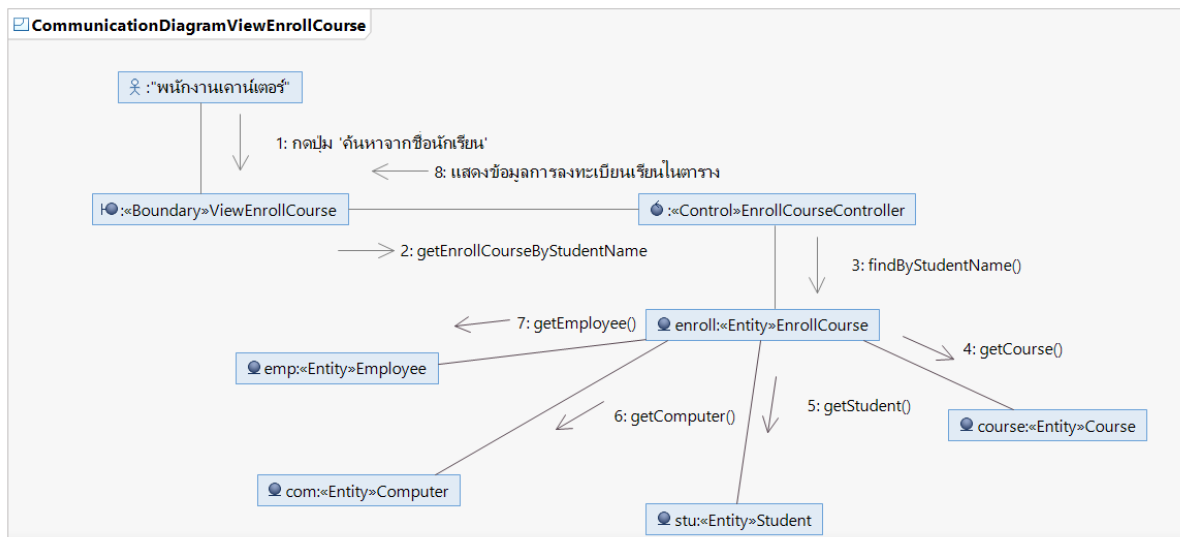 CommunicationDiagramViewEnrollCourse
:"พนักงานเคาน์เตอร์"
1: กดปุ่ม 'ค้นหาจากชื่อนักเรียน'
8: แสดงข้อมูลการลงทะเบียนเรียนในตาราง
:«Boundary»ViewEnrollCourse
:«Control»EnrollCourseController
2: getEnrollCourseByStudentName
3: findByStudentName()
7: getEmployee()
enroll:«Entity»EnrollCourse
4: getCourse()
emp:«Entity»Employee
6: getComputer()
5: getStudent()
course:«Entity»Course
com:«Entity»Computer
stu:«Entity»Student